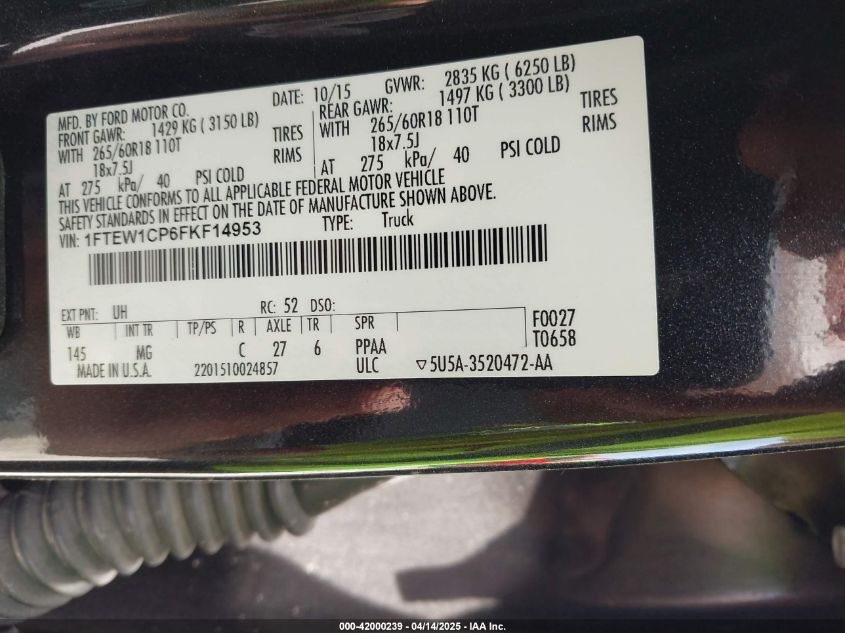 MFD. BY FORD MOTOR CO.
DATE: 10/15 GVWR: 2835 KG ( 6250 LB)
FRONT GAWR: 1429 KG ( 3150 LB)
REAR GAWR: 1497 KG ( 3300 LB)
WITH 265/60R18 110T TIRES
WITH 265/60R18 110T TIRES
18x7.5J RIMS
18x7.5J RIMS
AT 275 kPa/ 40 PSI COLD
AT 275 kPa/ 40 PSI COLD
THIS VEHICLE CONFORMS TO ALL APPLICABLE FEDERAL MOTOR VEHICLE
SAFETY STANDARDS IN EFFECT ON THE DATE OF MANUFACTURE SHOWN ABOVE.
VIN: 1FTEW1CP6FKF14953 TYPE: Truck
EXT PNT: UH RC: 52 DSO:
WB INT TR TP/PS R AXLE TR SPR
145 MG C 27 6 PPAA
F0027
T0658
MADE IN U.S.A. 2201510024857 ULC ▽5U5A-3520472-AA
000-42000239 - 04/14/2025 - IAA Inc.